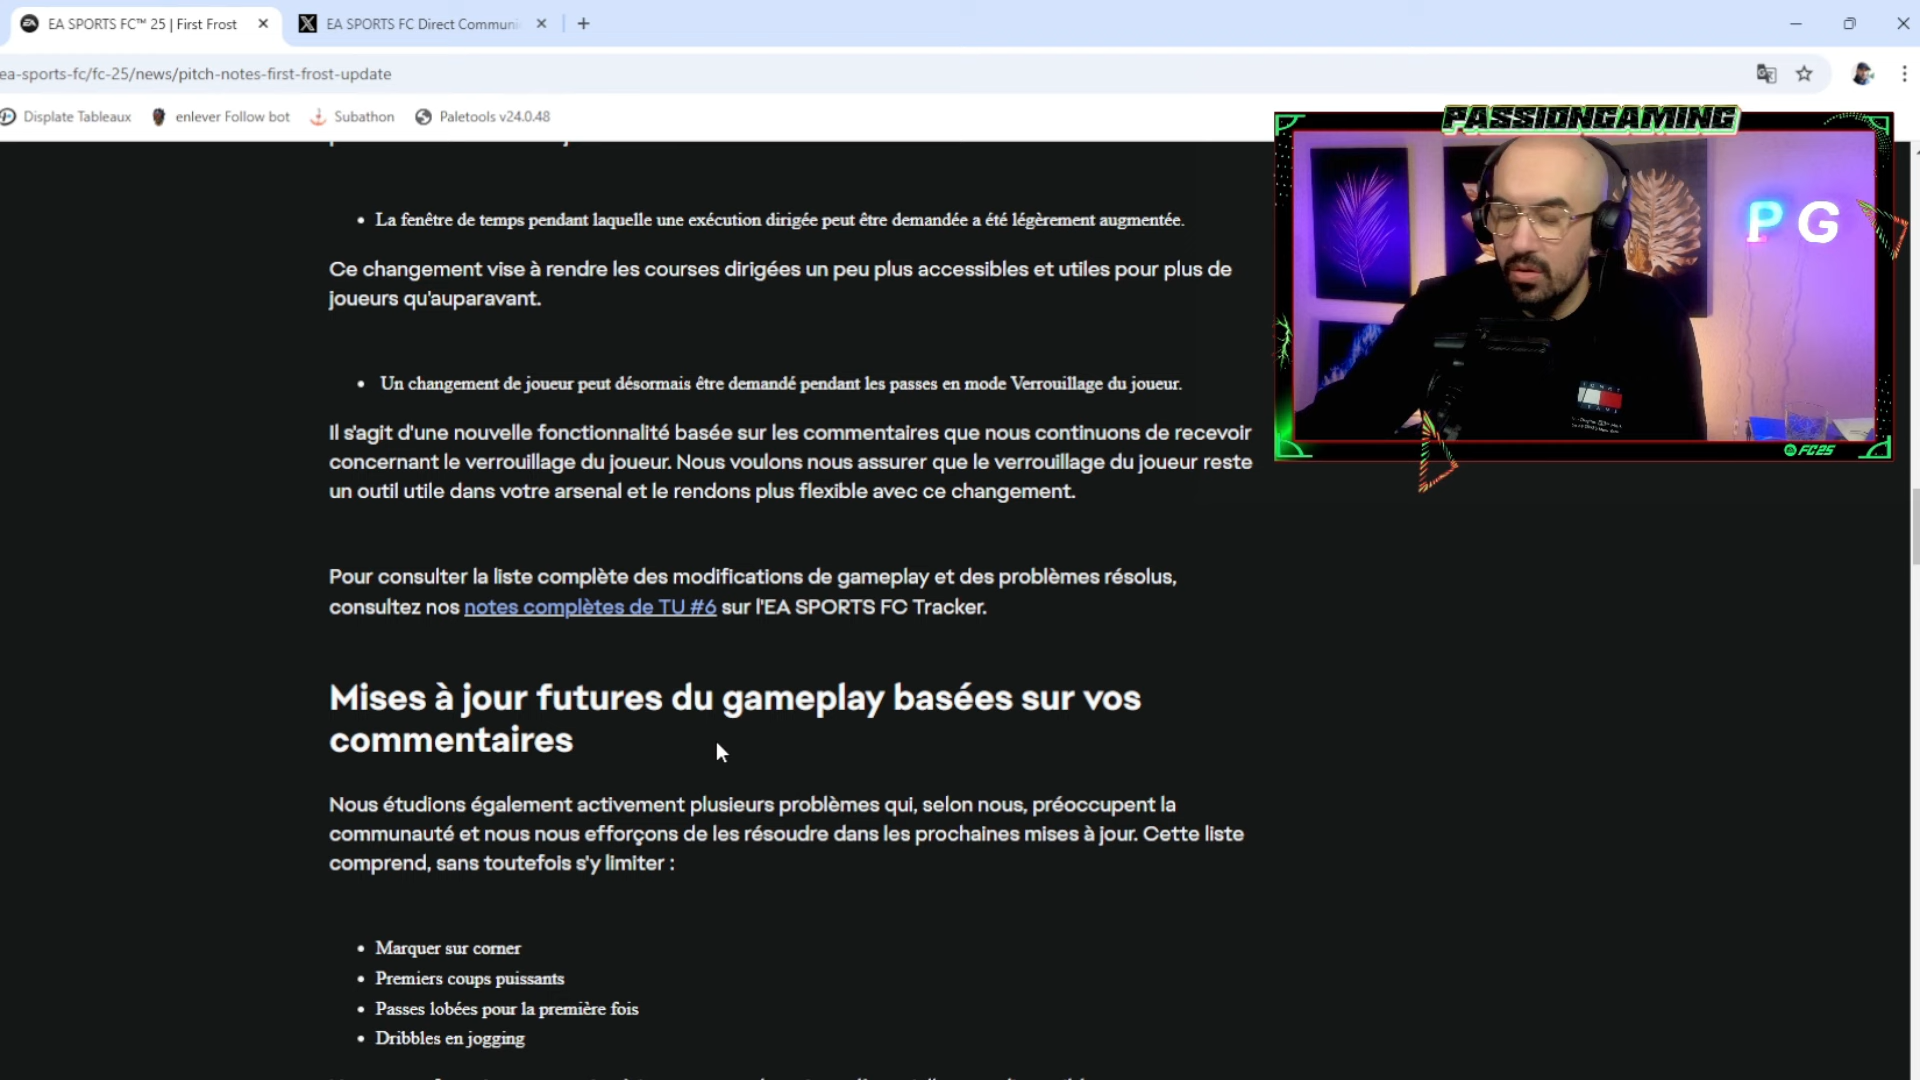 EA SPORTS FC™ 25 | First Frost
EA SPORTS FC Direct Commun
ea-sports-fc/fc-25/news/pitch-notes-first-frost-update
Displate Tableaux
enlever Follow bot
Subathon
Paletools v24.0.48
PASSIONGAMING
PG
FC25
• La fenêtre de temps pendant laquelle une exécution dirigée peut être demandée a été légèrement augmentée.
Ce changement vise à rendre les courses dirigées un peu plus accessibles et utiles pour plus de
joueurs qu'auparavant.
• Un changement de joueur peut désormais être demandé pendant les passes en mode Verrouillage du joueur.
Il s'agit d'une nouvelle fonctionnalité basée sur les commentaires que nous continuons de recevoir
concernant le verrouillage du joueur. Nous voulons nous assurer que le verrouillage du joueur reste
un outil utile dans votre arsenal et le rendons plus flexible avec ce changement.
Pour consulter la liste complète des modifications de gameplay et des problèmes résolus,
consultez nos notes complètes de TU #6 sur l'EA SPORTS FC Tracker.
Mises à jour futures du gameplay basées sur vos
commentaires
Nous étudions également activement plusieurs problèmes qui, selon nous, préoccupent la
communauté et nous nous efforçons de les résoudre dans les prochaines mises à jour. Cette liste
comprend, sans toutefois s'y limiter :
• Marquer sur corner
• Premiers coups puissants
• Passes lobées pour la première fois
• Dribbles en jogging